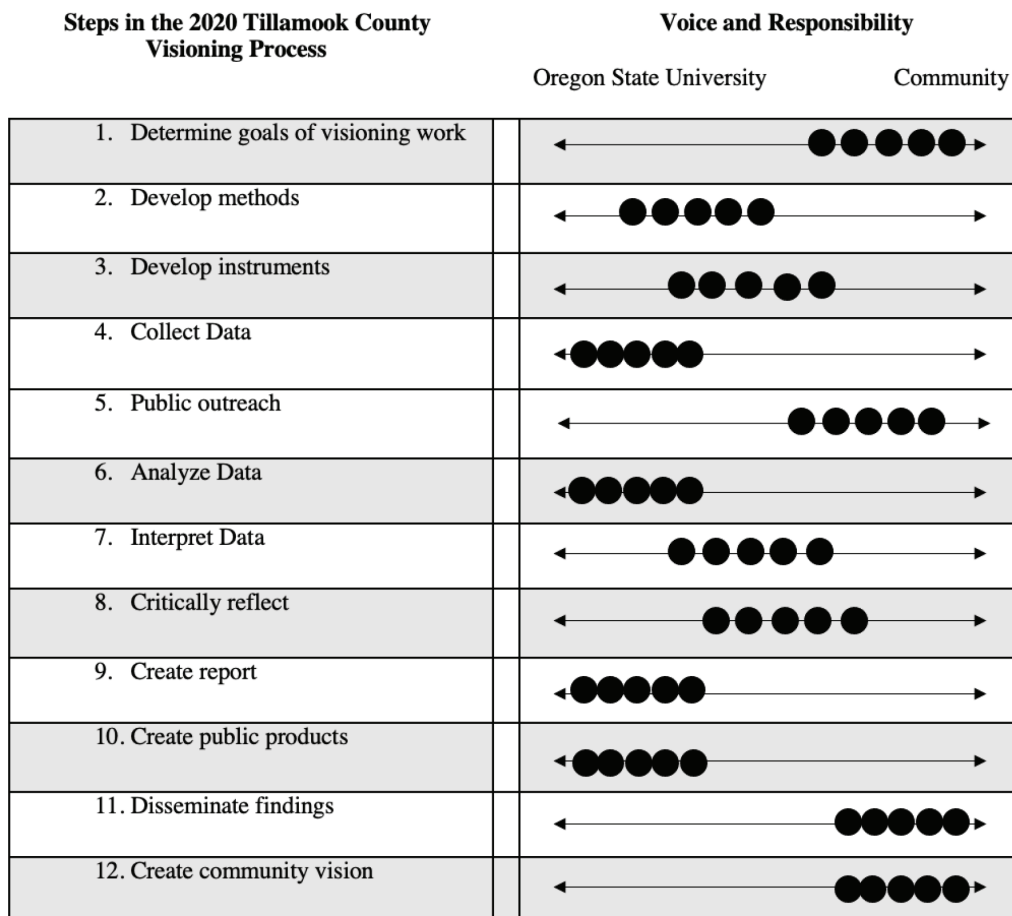 Steps in the 2020 Tillamook County
Visioning Process
Voice and Responsibility
Oregon State University
Community
1. Determine goals of visioning work
2. Develop methods
3. Develop instruments
4. Collect Data
5. Public outreach
6. Analyze Data
7. Interpret Data
8. Critically reflect
9. Create report
10. Create public products
11. Disseminate findings
12. Create community vision